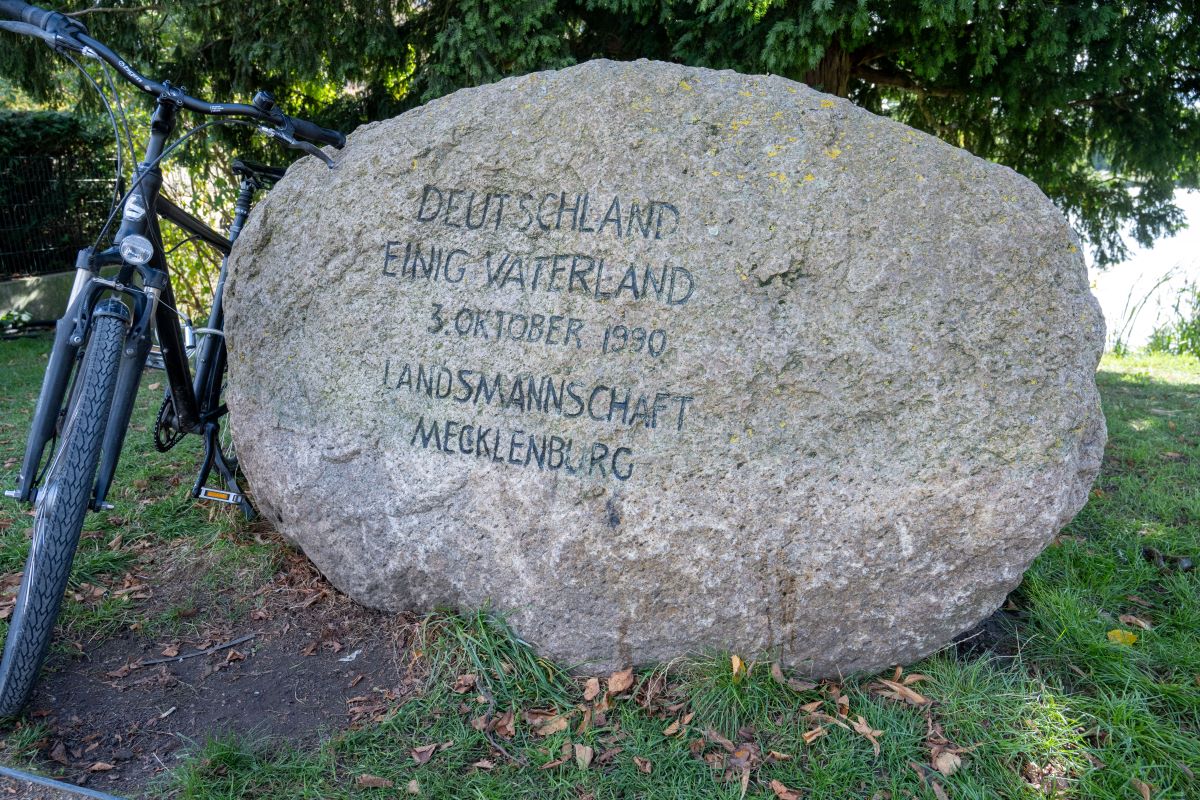 DEUTSCHLAND
EINIG VATERLAND
3. OKTOBER 1990
LANDSMANNSCHAFT
MECKLENBURG